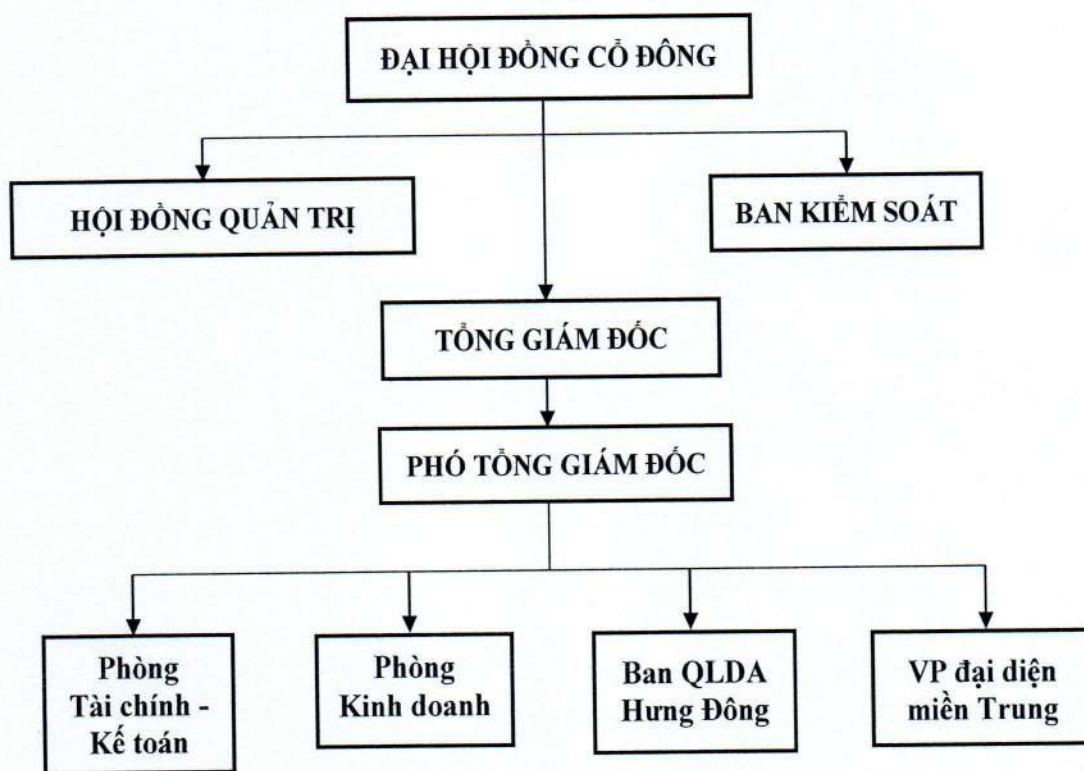 ĐẠI HỘI ĐỒNG CỔ ĐÔNG
HỘI ĐỒNG QUẢN TRỊ
BAN KIỂM SOÁT
TỔNG GIÁM ĐỐC
PHÓ TỔNG GIÁM ĐỐC
Phòng
Tài chính -
Kế toán
Phòng
Kinh doanh
Ban QLDA
Hưng Đông
VP đại diện
miền Trung